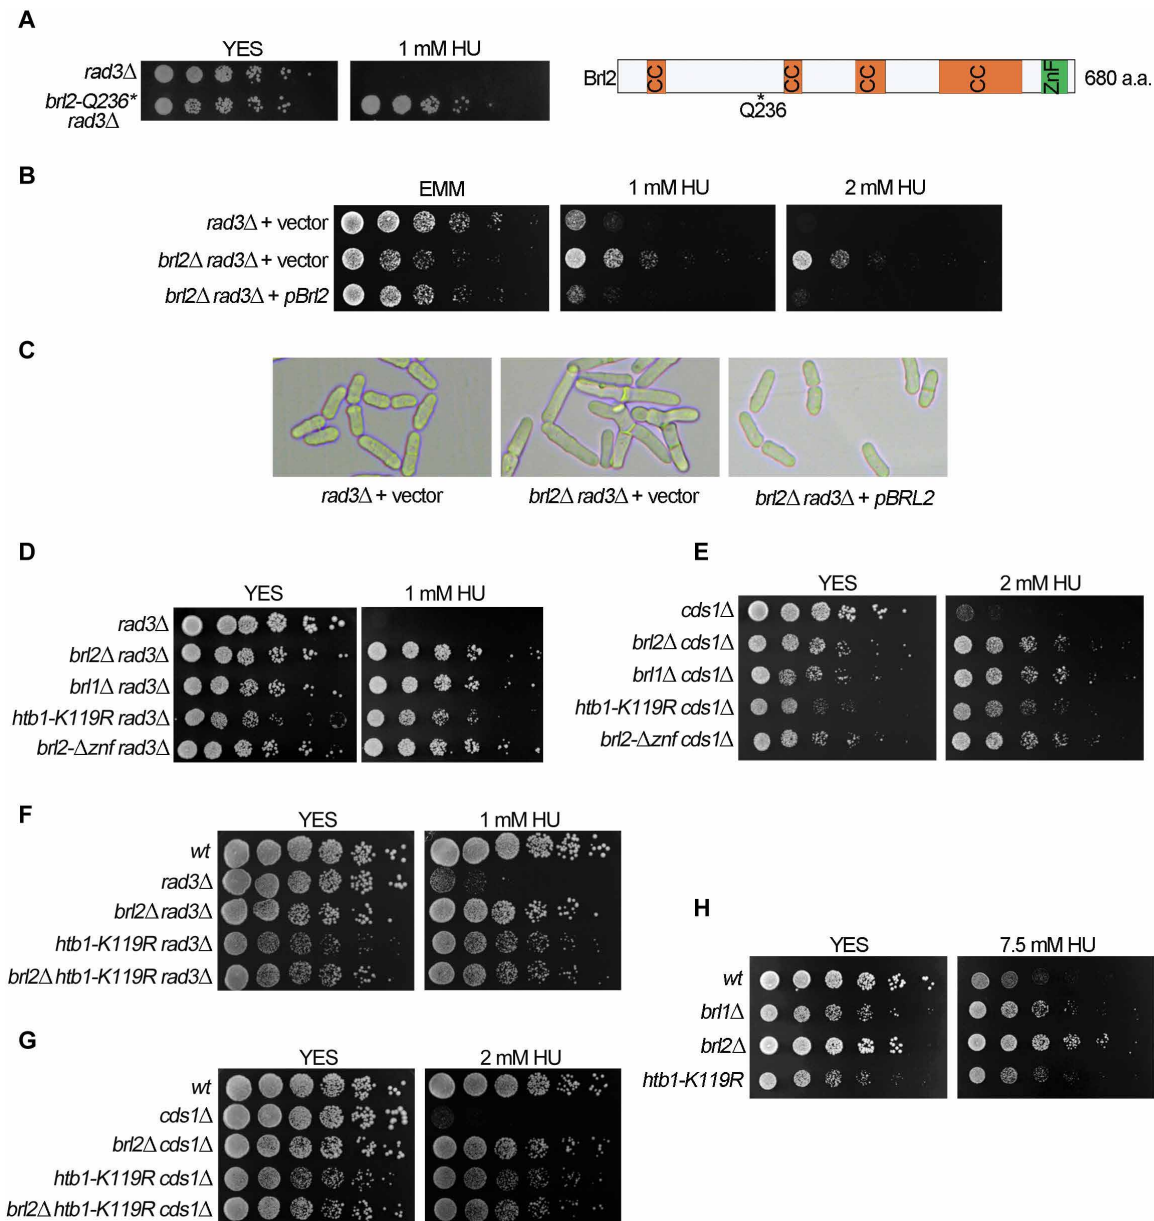 A
YES
1 mM HU
rad3Δ
brl2-Q236*
rad3Δ
Brl2
CC
CC
CC
CC
ZnF
680 a.a.
*
Q236
B
EMM
1 mM HU
2 mM HU
rad3Δ + vector
brl2Δ rad3Δ + vector
brl2Δ rad3Δ + pBrl2
C
rad3Δ + vector
brl2Δ rad3Δ + vector
brl2Δ rad3Δ + pBRL2
D
YES
1 mM HU
rad3Δ
brl2Δ rad3Δ
brl1Δ rad3Δ
htb1-K119R rad3Δ
brl2-Δznf rad3Δ
E
YES
2 mM HU
cds1Δ
brl2Δ cds1Δ
brl1Δ cds1Δ
htb1-K119R cds1Δ
brl2-Δznf cds1Δ
F
YES
1 mM HU
wt
rad3Δ
brl2Δ rad3Δ
htb1-K119R rad3Δ
brl2Δ htb1-K119R rad3Δ
G
YES
2 mM HU
wt
cds1Δ
brl2Δ cds1Δ
htb1-K119R cds1Δ
brl2Δ htb1-K119R cds1Δ
H
YES
7.5 mM HU
wt
brl1Δ
brl2Δ
htb1-K119R